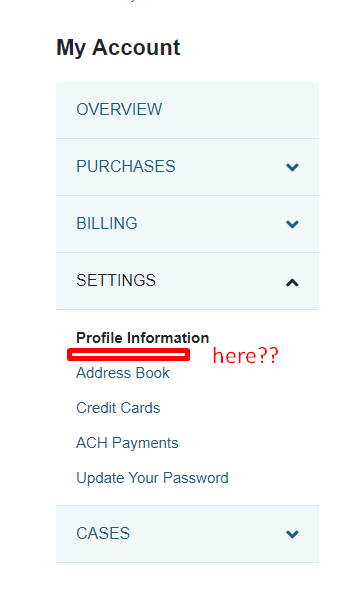 My Account
OVERVIEW
PURCHASES
BILLING
SETTINGS
Profile Information
here??
Address Book
Credit Cards
ACH Payments
Update Your Password
CASES